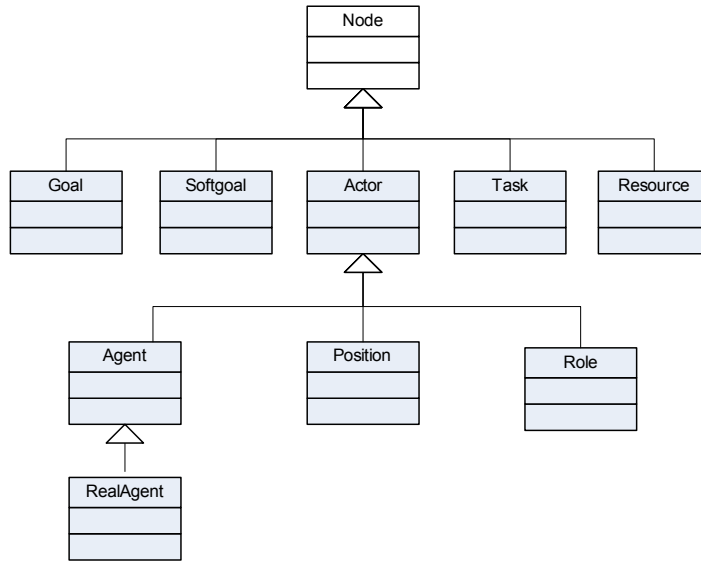 Node
Goal
Softgoal
Actor
Task
Resource
Agent
Position
Role
RealAgent